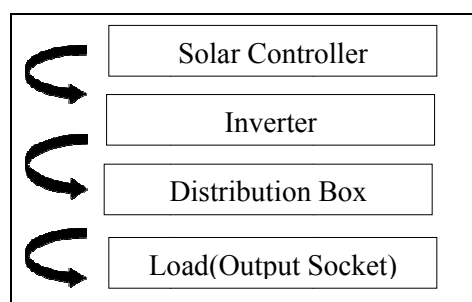 Solar Controller
Inverter
Distribution Box
Load(Output Socket)